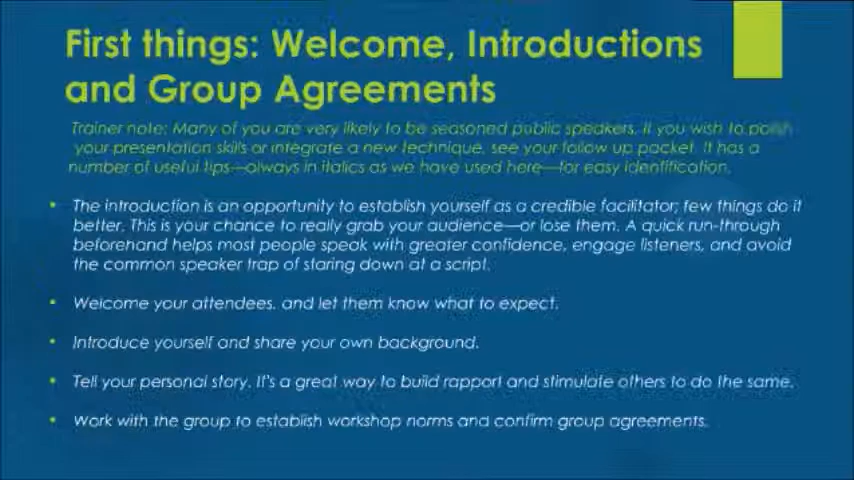 First things: Welcome, Introductions
and Group Agreements
Trainer note: Many of you are very likely to be seasoned public speakers. If you wish to polish
your presentation skills or integrate a new technique, see your follow up packet. It has a
number of useful tips—always in italics as we have used here—for easy identification.
• The introduction is an opportunity to establish yourself as a credible facilitator; few things do it
better. This is your chance to really grab your audience—or lose them. A quick run-through
beforehand helps most people speak with greater confidence, engage listeners, and avoid
the common speaker trap of staring down at a script.
• Welcome your attendees, and let them know what to expect.
• Introduce yourself and share your own background.
• Tell your personal story. It's a great way to build rapport and stimulate others to do the same.
• Work with the group to establish workshop norms and confirm group agreements.